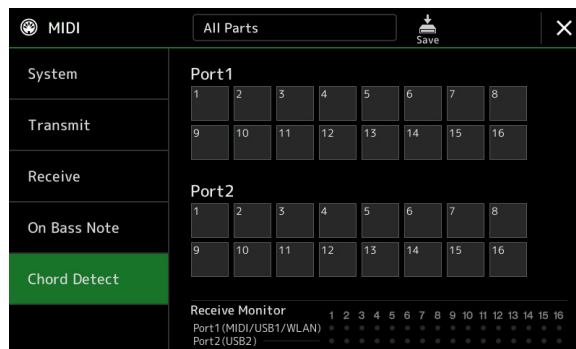 MIDI
All Parts
Save
System
Transmit
Receive
On Bass Note
Chord Detect
Port1
1 2 3 4 5 6 7 8
9 10 11 12 13 14 15 16
Port2
1 2 3 4 5 6 7 8
9 10 11 12 13 14 15 16
Receive Monitor 1 2 3 4 5 6 7 8 9 10 11 12 13 14 15 16
Port1(MIDI/USB1/WLAN)
Port2(USB2)